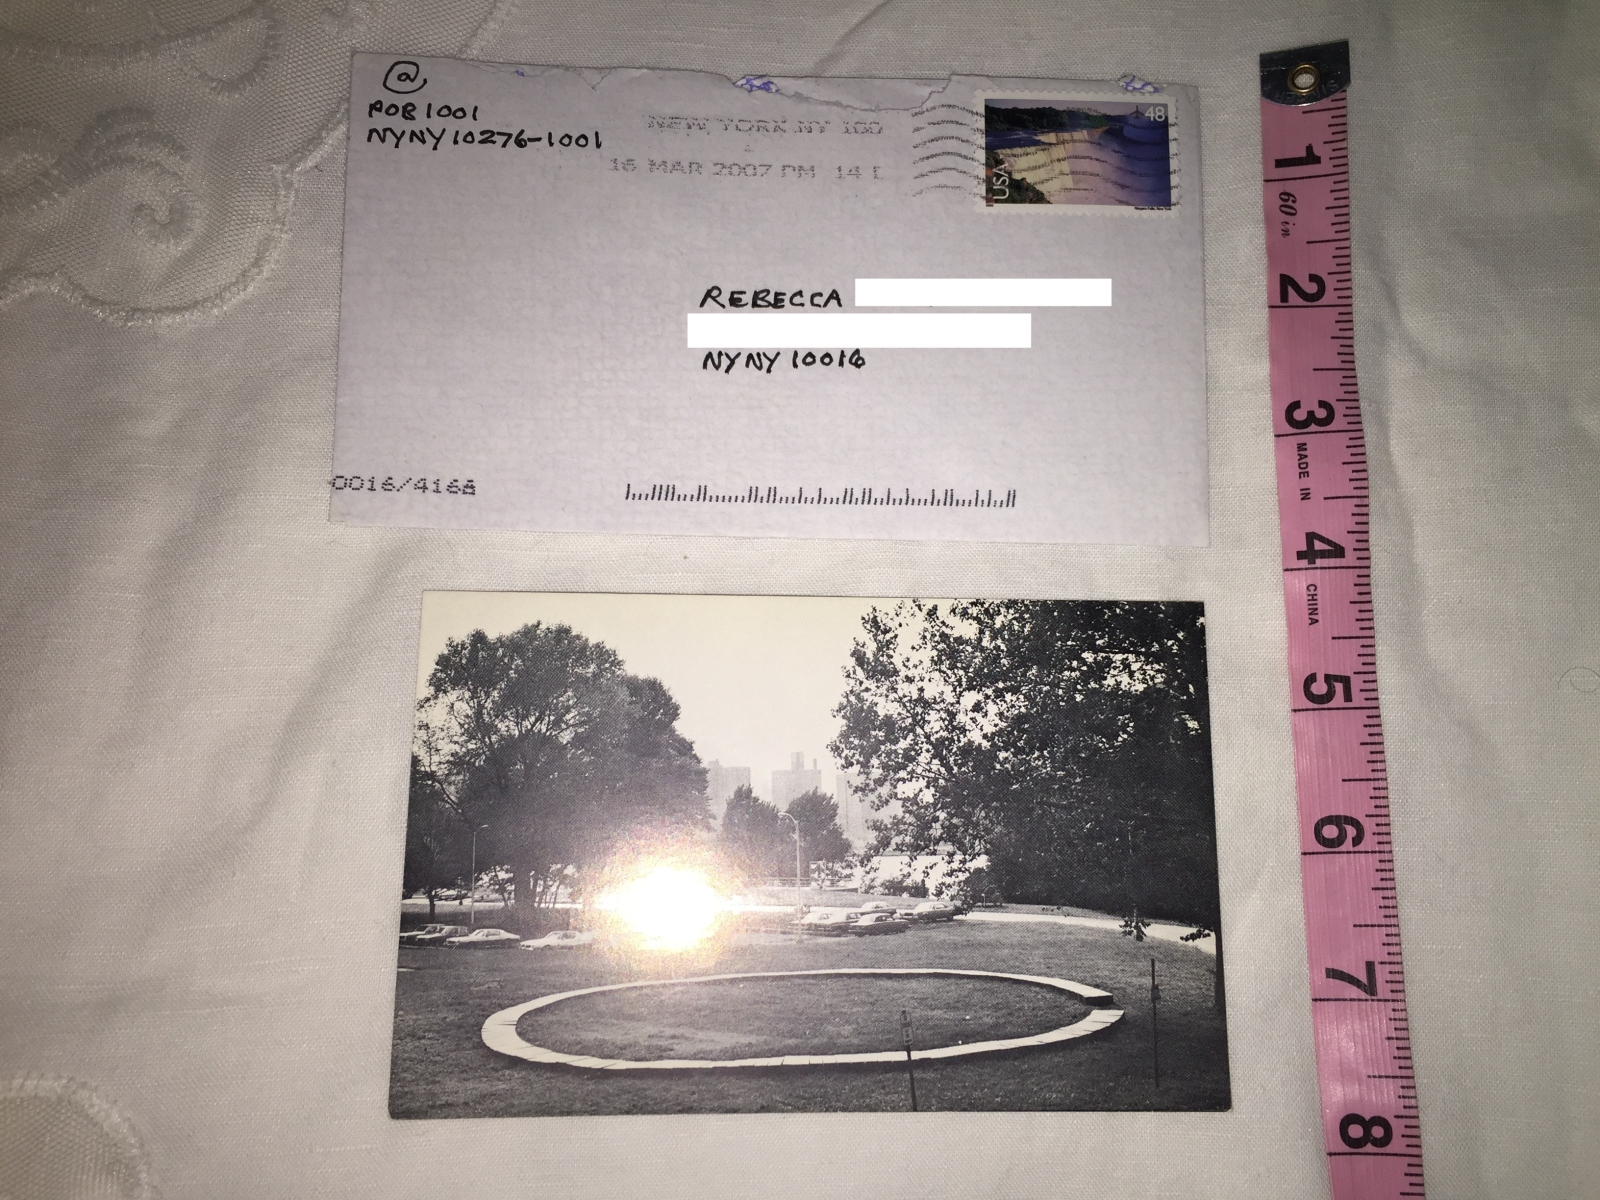 @
POB 1001
NYNY 10276-1001
NEW YORK NY 100
16 MAR 2007 PM 14
48
USA
REBECCA
NYNY 10016
0016/4168
1
60 in
2
3
MADE IN
4
CHINA
5
6
7
8